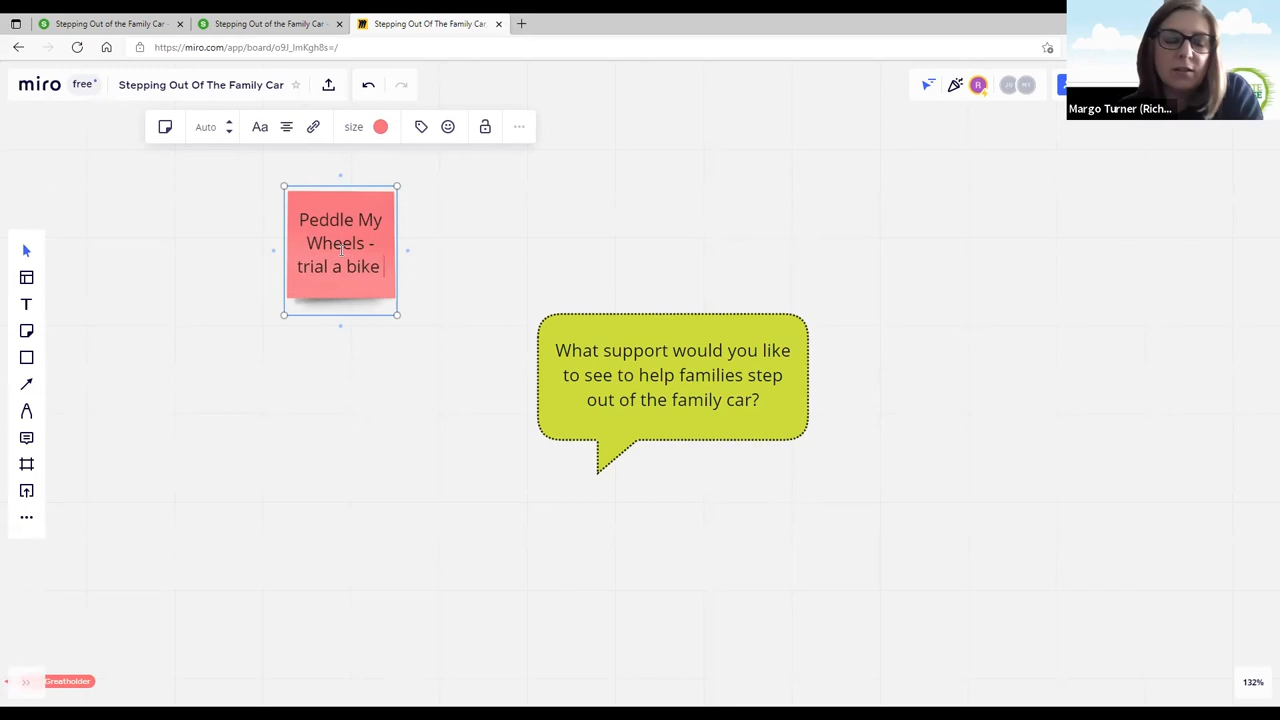 Stepping Out of the Family Car -
Stepping Out of the Family Car -
Stepping Out Of The Family Car,
https://miro.com/app/board/o9J_lmKgh8s=/
miro
free
Stepping Out Of The Family Car
R
JU
MY
Margo Turner (Rich...
Auto
Aa
size
Peddle My
Wheels -
trial a bike
T
What support would you like
to see to help families step
out of the family car?
Greatholder
132%